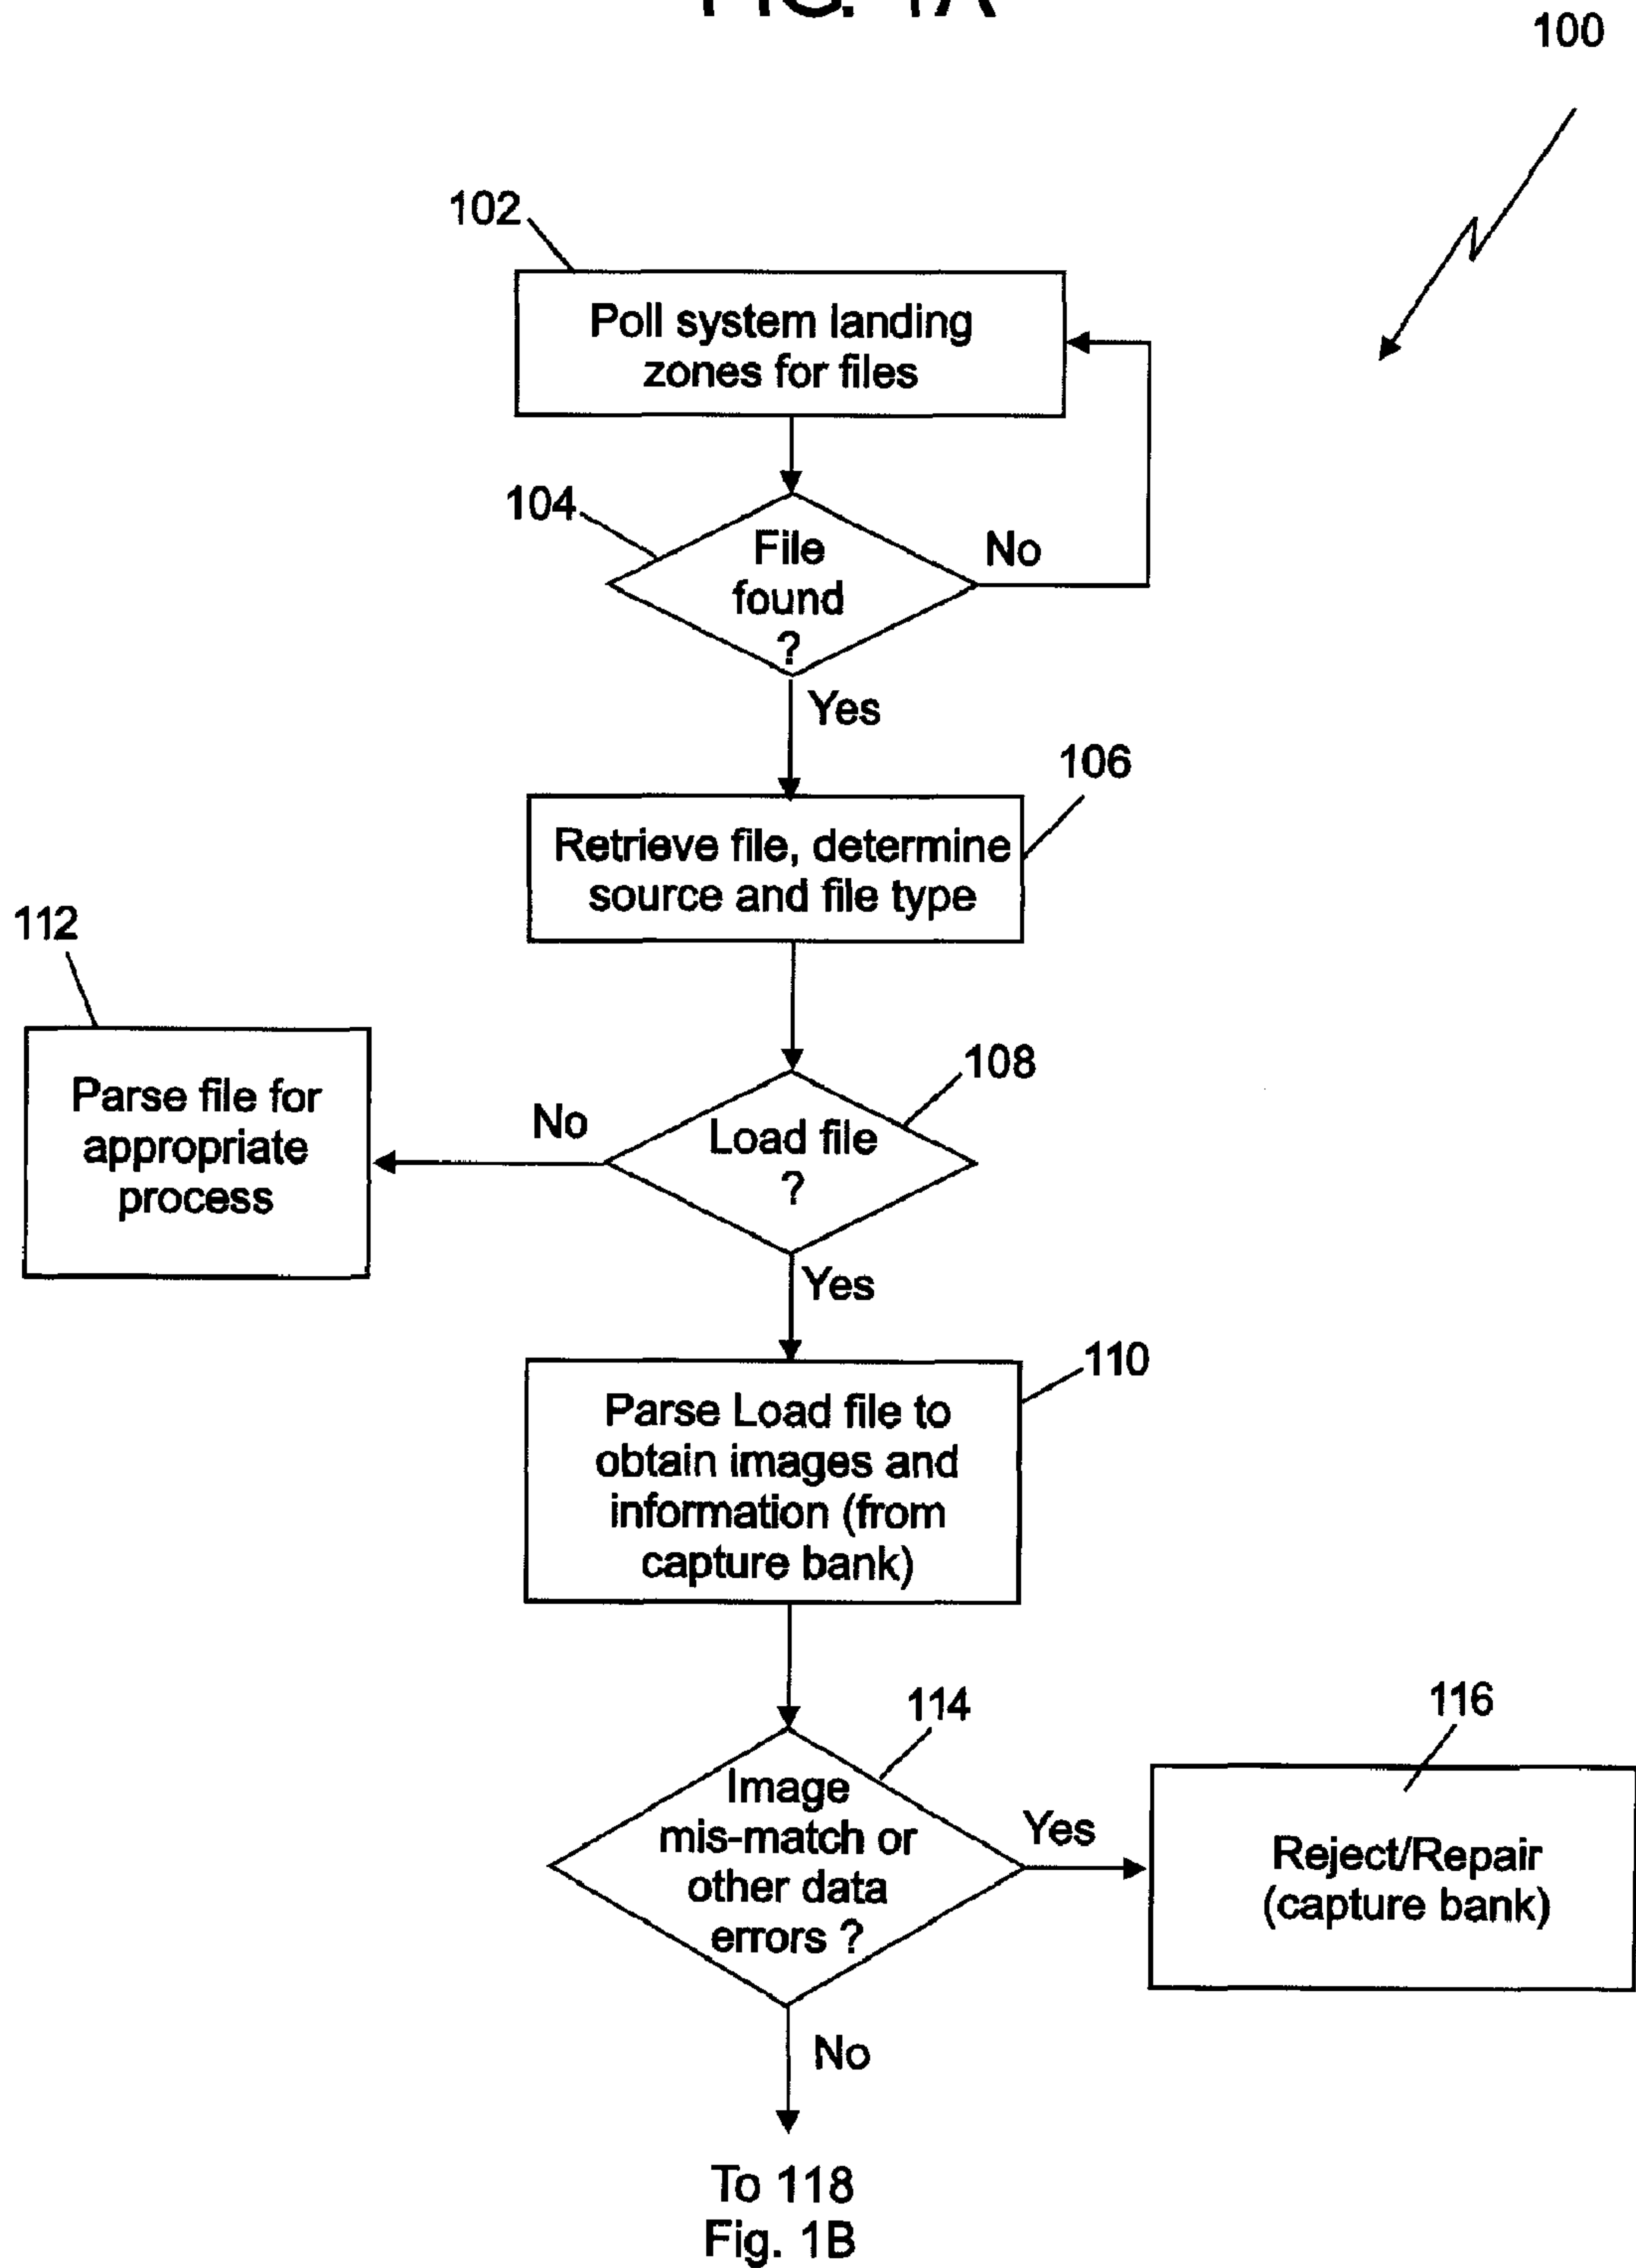 FIG. 1A
100
102
Poll system landing
zones for files
104
File
found
?
No
Yes
106
Retrieve file, determine
source and file type
112
Parse file for
appropriate
process
No
108
Load file
?
Yes
110
Parse Load file to
obtain images and
information (from
capture bank)
114
Image
mis-match or
other data
errors ?
Yes
116
Reject/Repair
(capture bank)
No
To 118
Fig. 1B